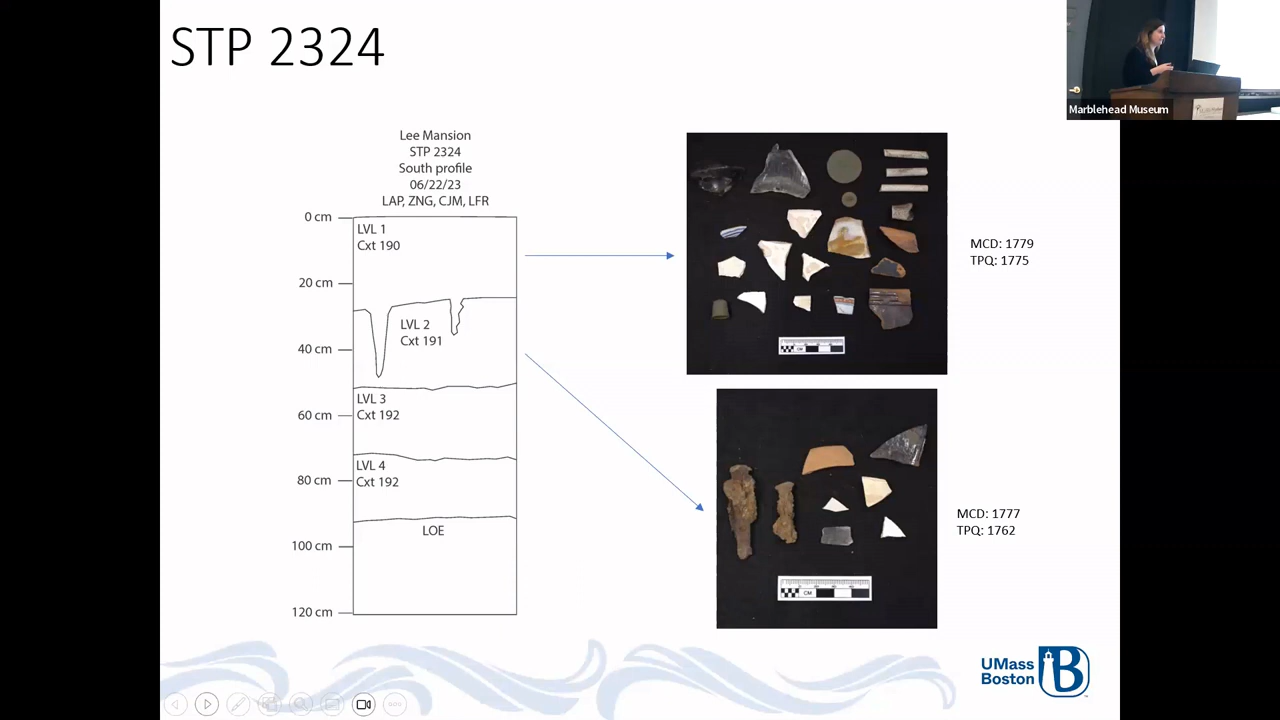 STP 2324
Marblehead Museum
Lee Mansion
STP 2324
South profile
06/22/23
LAP, ZNG, CJM, LFR
0 cm
LVL 1
Cxt 190
20 cm
LVL 2
Cxt 191
40 cm
LVL 3
Cxt 192
60 cm
LVL 4
Cxt 192
80 cm
LOE
100 cm
120 cm
MCD: 1779
TPQ: 1775
CM
MCD: 1777
TPQ: 1762
CM
UMass
Boston
B